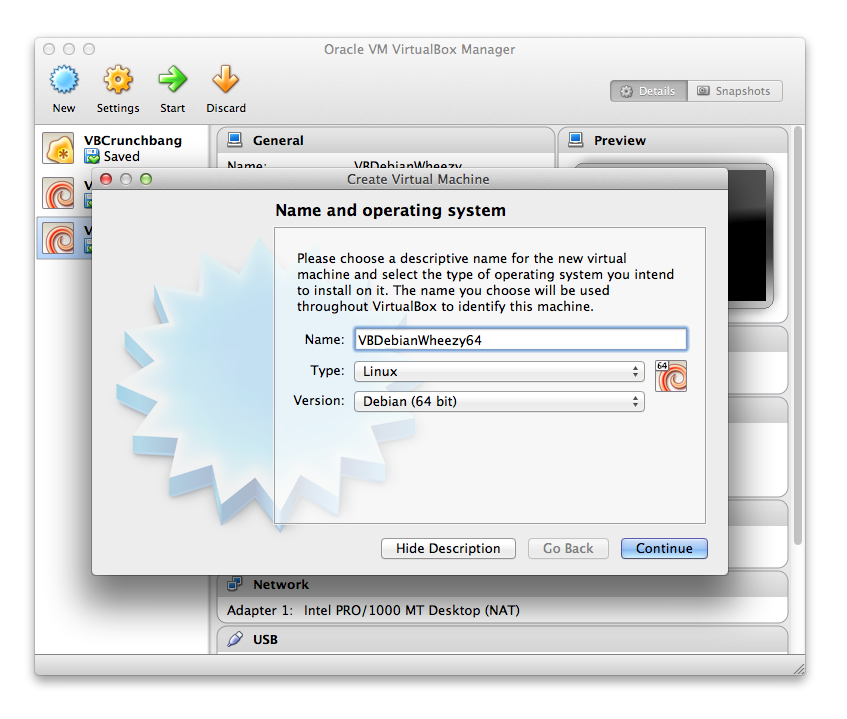 Oracle VM VirtualBox Manager
New Settings Start Discard
Details Snapshots
VBCrunchbang
Saved
General
Preview
Name: VBDebianWheezy
Create Virtual Machine
Name and operating system
Please choose a descriptive name for the new virtual
machine and select the type of operating system you intend
to install on it. The name you choose will be used
throughout VirtualBox to identify this machine.
Name: VBDebianWheezy64
Type: Linux
64
Version: Debian (64 bit)
Hide Description Go Back Continue
Network
Adapter 1: Intel PRO/1000 MT Desktop (NAT)
USB